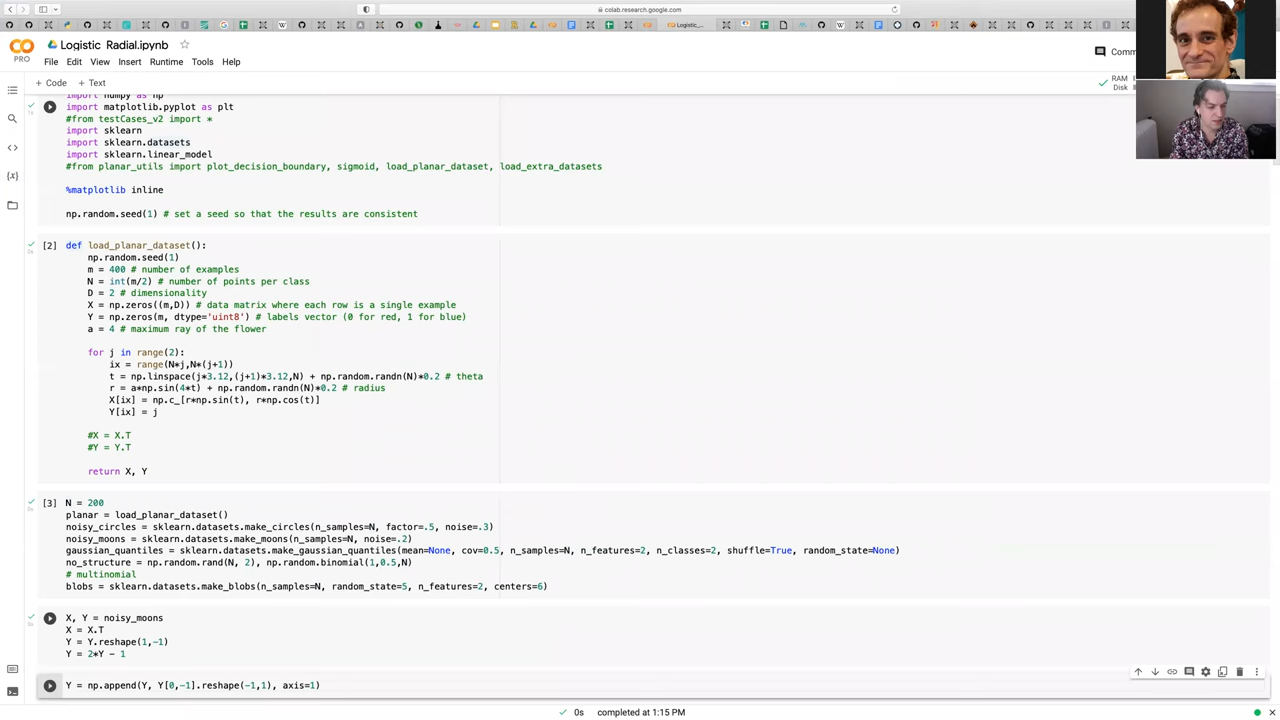 colab.research.google.com
Logistic_...
Logistic Radial.ipynb
PRO
File Edit View Insert Runtime Tools Help
Comm
+ Code + Text
RAM
Disk
import numpy as np
import matplotlib.pyplot as plt
#from testCases_v2 import *
import sklearn
import sklearn.datasets
import sklearn.linear_model
#from planar_utils import plot_decision_boundary, sigmoid, load_planar_dataset, load_extra_datasets
%matplotlib inline
np.random.seed(1) # set a seed so that the results are consistent
[2] def load_planar_dataset():
np.random.seed(1)
m = 400 # number of examples
N = int(m/2) # number of points per class
D = 2 # dimensionality
X = np.zeros((m,D)) # data matrix where each row is a single example
Y = np.zeros(m, dtype='uint8') # labels vector (0 for red, 1 for blue)
a = 4 # maximum ray of the flower
for j in range(2):
ix = range(N*j,N*(j+1))
t = np.linspace(j*3.12,(j+1)*3.12,N) + np.random.randn(N)*0.2 # theta
r = a*np.sin(4*t) + np.random.randn(N)*0.2 # radius
X[ix] = np.c_[r*np.sin(t), r*np.cos(t)]
Y[ix] = j
#X = X.T
#Y = Y.T
return X, Y
[3] N = 200
planar = load_planar_dataset()
noisy_circles = sklearn.datasets.make_circles(n_samples=N, factor=.5, noise=.3)
noisy_moons = sklearn.datasets.make_moons(n_samples=N, noise=.2)
gaussian_quantiles = sklearn.datasets.make_gaussian_quantiles(mean=None, cov=0.5, n_samples=N, n_features=2, n_classes=2, shuffle=True, random_state=None)
no_structure = np.random.rand(N, 2), np.random.binomial(1,0.5,N)
# multinomial
blobs = sklearn.datasets.make_blobs(n_samples=N, random_state=5, n_features=2, centers=6)
X, Y = noisy_moons
X = X.T
Y = Y.reshape(1,-1)
Y = 2*Y - 1
Y = np.append(Y, Y[0,-1].reshape(-1,1), axis=1)
0s completed at 1:15 PM